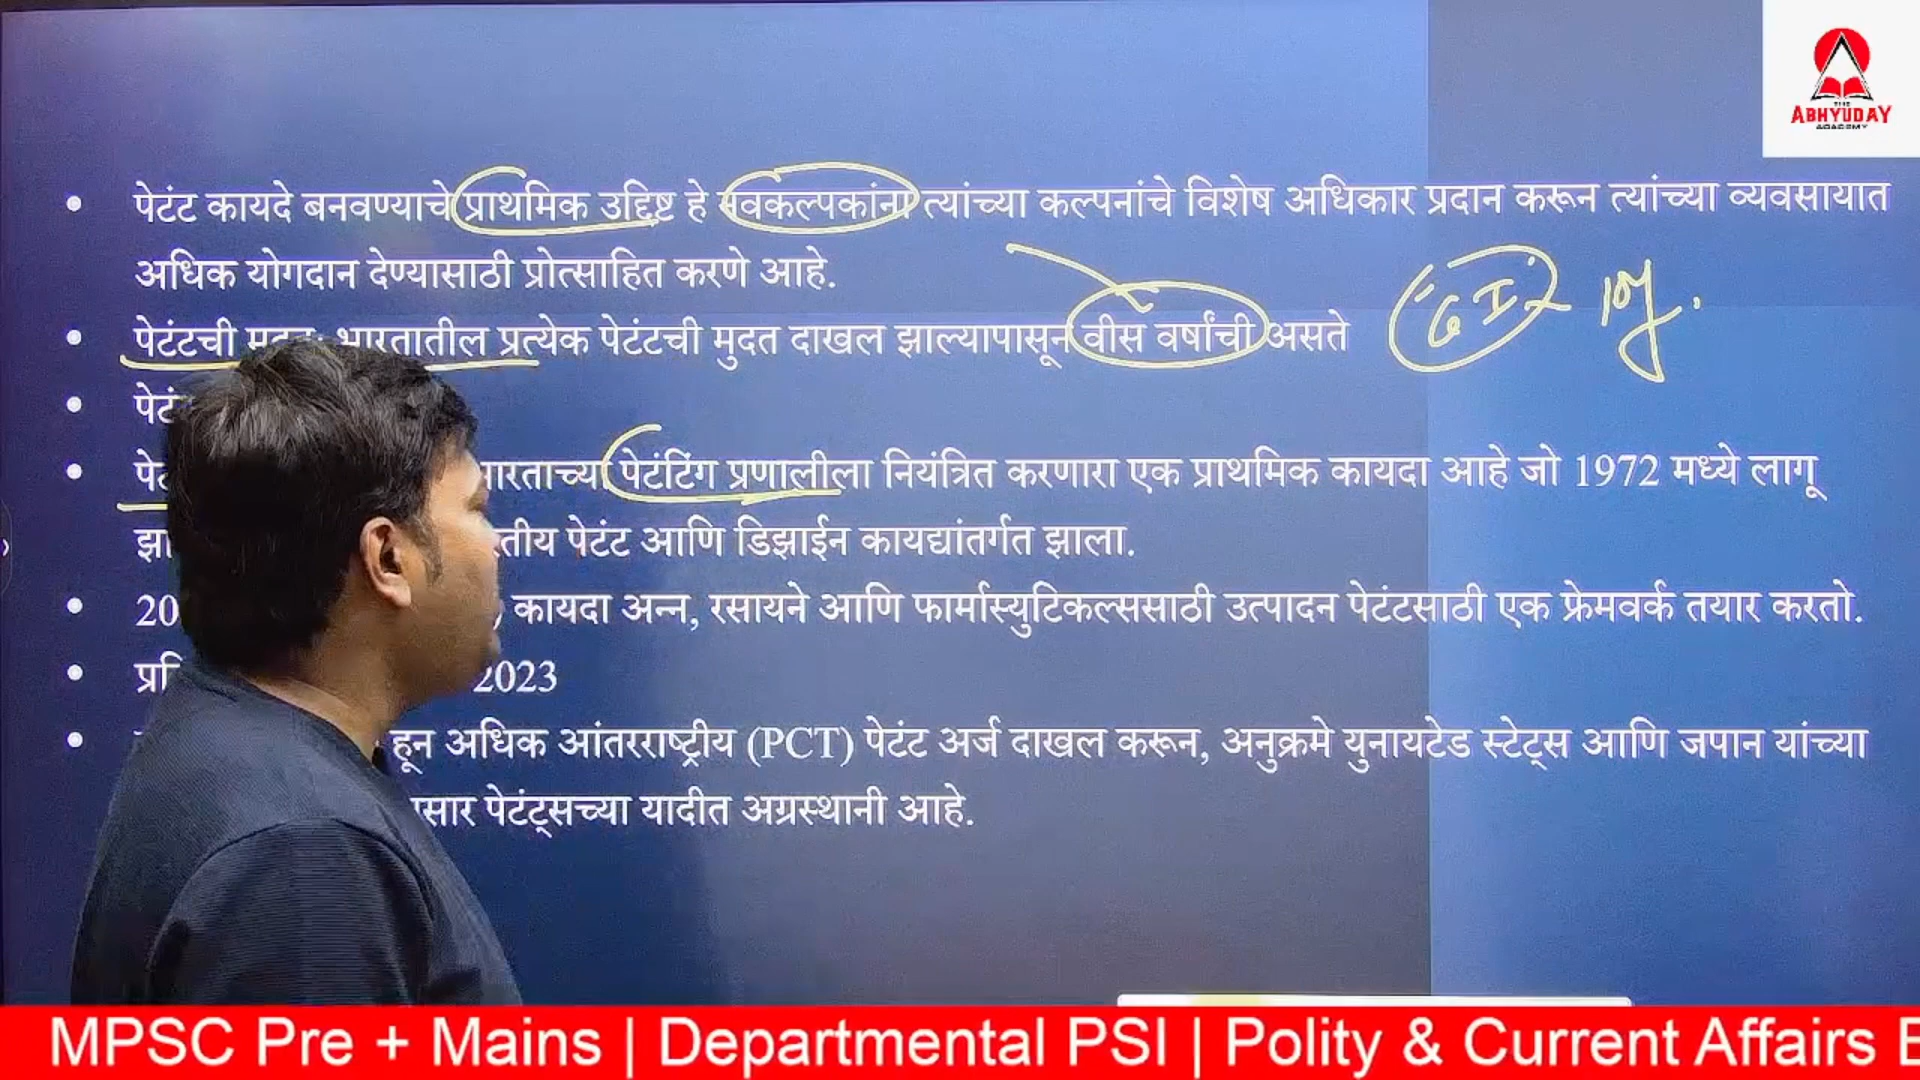 THE
ABHYUDAY
ACADEMY
पेटंट कायदे बनवण्याचे प्राथमिक उद्दिष्ट हे नवकल्पकांना त्यांच्या कल्पनांचे विशेष अधिकार प्रदान करून त्यांच्या व्यवसायात
अधिक योगदान देण्यासाठी प्रोत्साहित करणे आहे.
पेटंटची भारतातील प्रत्येक पेटंटची मुदत दाखल झाल्यापासून वीस वर्षांची असते
GI 10y.
भारताच्या पेटंटिंग प्रणालीला नियंत्रित करणारा एक प्राथमिक कायदा आहे जो 1972 मध्ये लागू
पेटंट आणि डिझाईन कायद्यांतर्गत झाला.
20 कायदा अन्न, रसायने आणि फार्मास्युटिकल्ससाठी उत्पादन पेटंटसाठी एक फ्रेमवर्क तयार करतो.
2023
हून अधिक आंतरराष्ट्रीय (PCT) पेटंट अर्ज दाखल करून, अनुक्रमे युनायटेड स्टेट्स आणि जपान यांच्या
पेटंट्सच्या यादीत अग्रस्थानी आहे.
MPSC Pre + Mains | Departmental PSI | Polity & Current Affairs